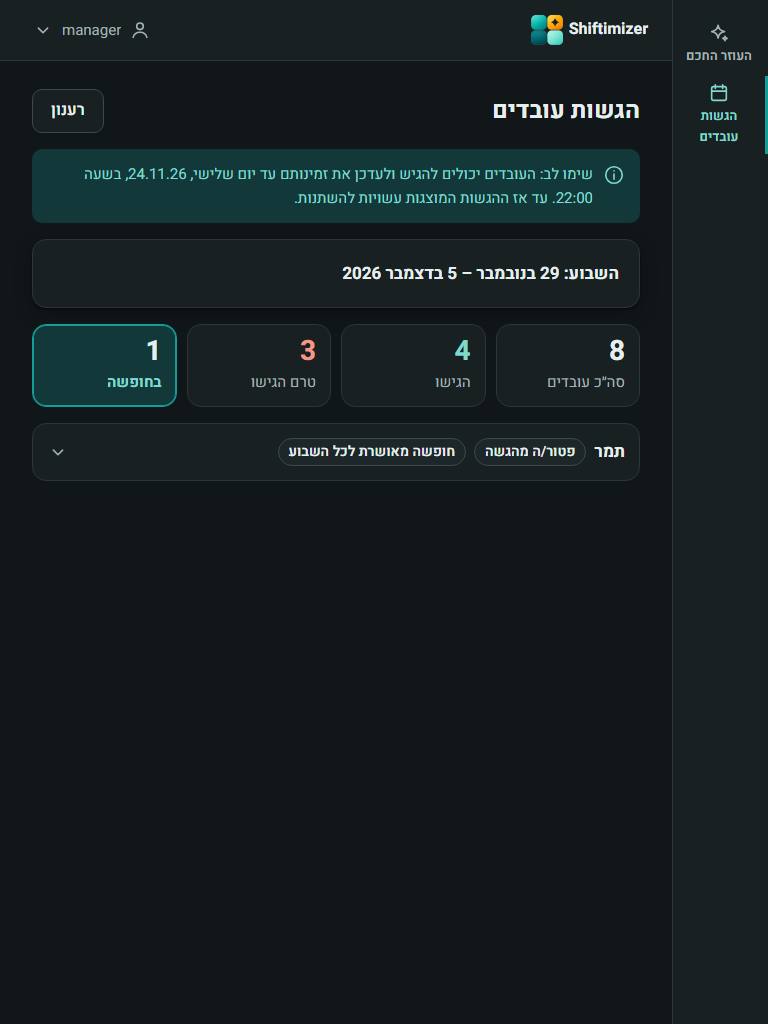 Shiftimizer
manager
העוזר החכם
הגשות
עובדים
הגשות עובדים
רענון
שימו לב: העובדים יכולים להגיש ולעדכן את זמינותם עד יום שלישי, 24.11.26, בשעה
22:00. עד אז ההגשות המוצגות עשויות להשתנות.
השבוע: 29 בנובמבר – 5 בדצמבר 2026
8
סה"כ עובדים
4
הגישו
3
טרם הגישו
1
בחופשה
תמר פטור/ה מהגשה חופשה מאושרת לכל השבוע